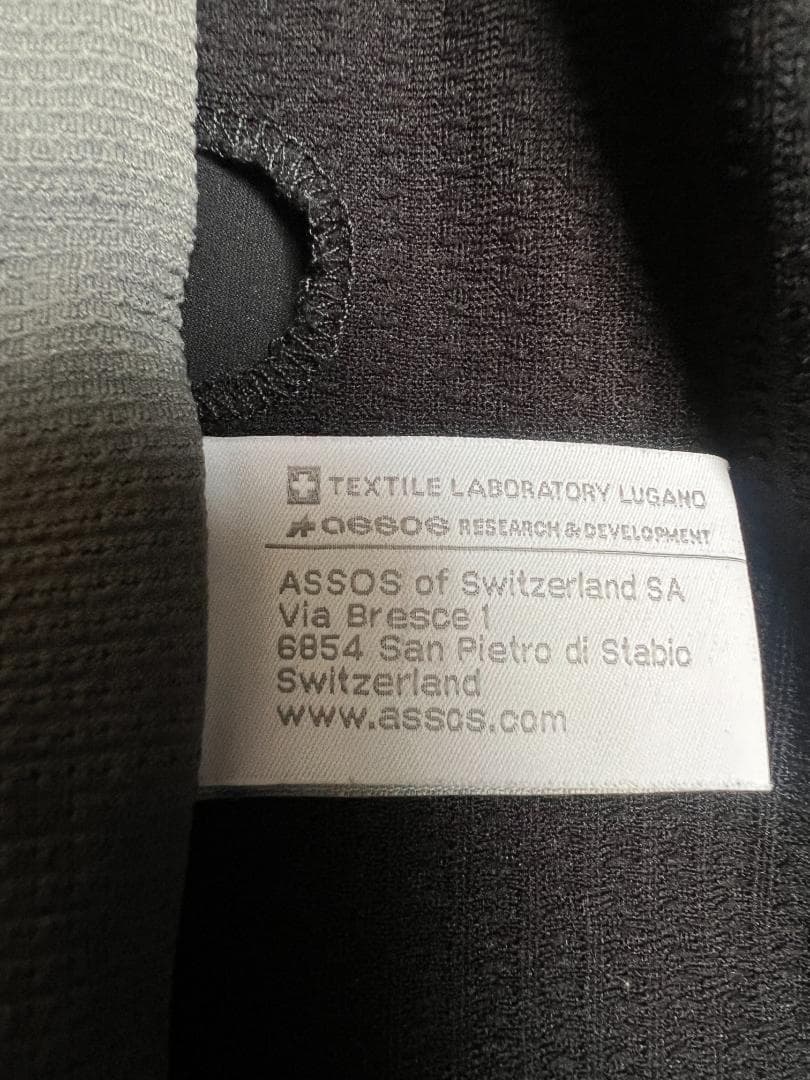 TEXTILE LABORATORY LUGANO
assos RESEARCH & DEVELOPMENT
ASSOS of Switzerland SA
Via Bresce 1
6854 San Pietro di Stabio
Switzerland
www.assos.com